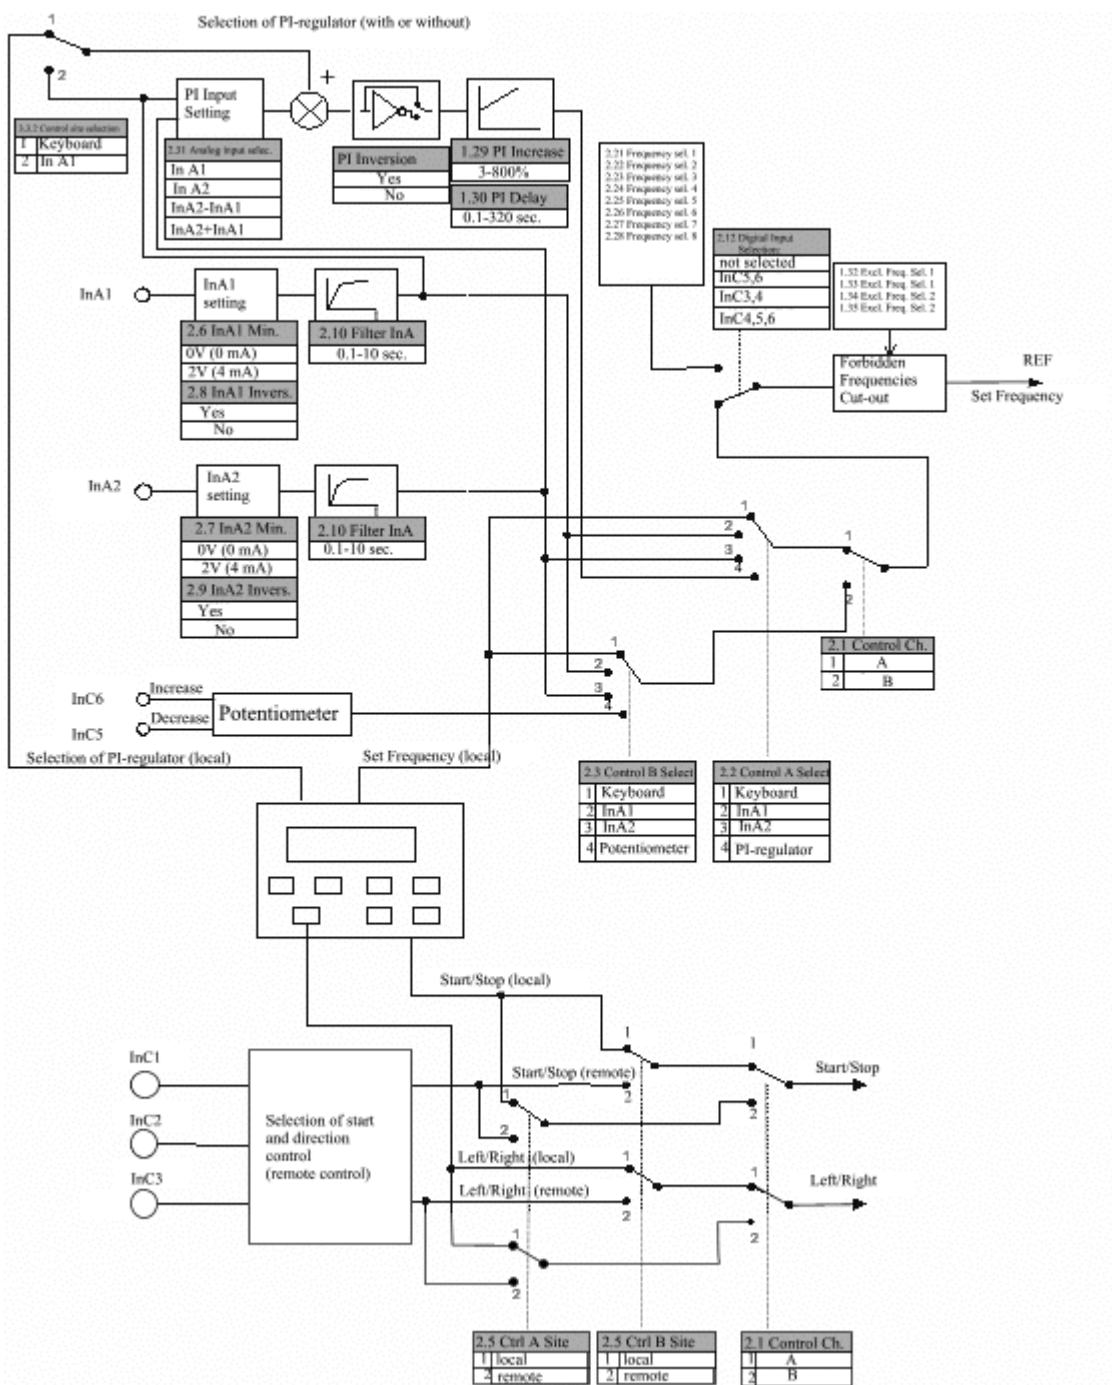 Selection of PI-regulator (with or without)
1
2
+
PI Input
Setting
3.3.2 Control site selection
1 Keyboard
2 In A1
2.31 Analog input selec.
In A1
In A2
InA2-InA1
InA2+InA1
PI Inversion
Yes
No
1.29 PI Increase
3-800%
1.30 PI Delay
0.1-320 sec.
2.21 Frequency sel. 1
2.22 Frequency sel. 2
2.23 Frequency sel. 3
2.24 Frequency sel. 4
2.25 Frequency sel. 5
2.26 Frequency sel. 6
2.27 Frequency sel. 7
2.28 Frequency sel. 8
2.12 Digital Input
Selection:
not selected
InC5,6
InC3,4
InC4,5,6
1.32 Excl. Freq. Sel. 1
1.33 Excl. Freq. Sel. 1
1.34 Excl. Freq. Sel. 2
1.35 Excl. Freq. Sel. 2
InA1
InA1
setting
2.6 InA1 Min.
0V (0 mA)
2V (4 mA)
2.8 InA1 Invers.
Yes
No
2.10 Filter InA
0.1-10 sec.
Forbidden
Frequencies
Cut-out
REF
Set Frequency
InA2
InA2
setting
2.7 InA2 Min.
0V (0 mA)
2V (4 mA)
2.9 InA2 Invers.
Yes
No
2.10 Filter InA
0.1-10 sec.
1
2
3
4
1
2
2.1 Control Ch.
1 A
2 B
1
2
3
4
InC6
Increase
InC5
Decrease
Potentiometer
Selection of PI-regulator (local)
Set Frequency (local)
2.3 Control B Select
1 Keyboard
2 InA1
3 InA2
4 Potentiometer
2.2 Control A Select
1 Keyboard
2 InA1
3 InA2
4 PI-regulator
Start/Stop (local)
InC1
InC2
InC3
Selection of start
and direction
control
(remote control)
Start/Stop (remote)
1
2
1
2
1
2
Start/Stop
Left/Right (local)
Left/Right (remote)
1
2
1
2
1
2
Left/Right
2.5 Ctrl A Site
1 local
2 remote
2.5 Ctrl B Site
1 local
2 remote
2.1 Control Ch.
1 A
2 B